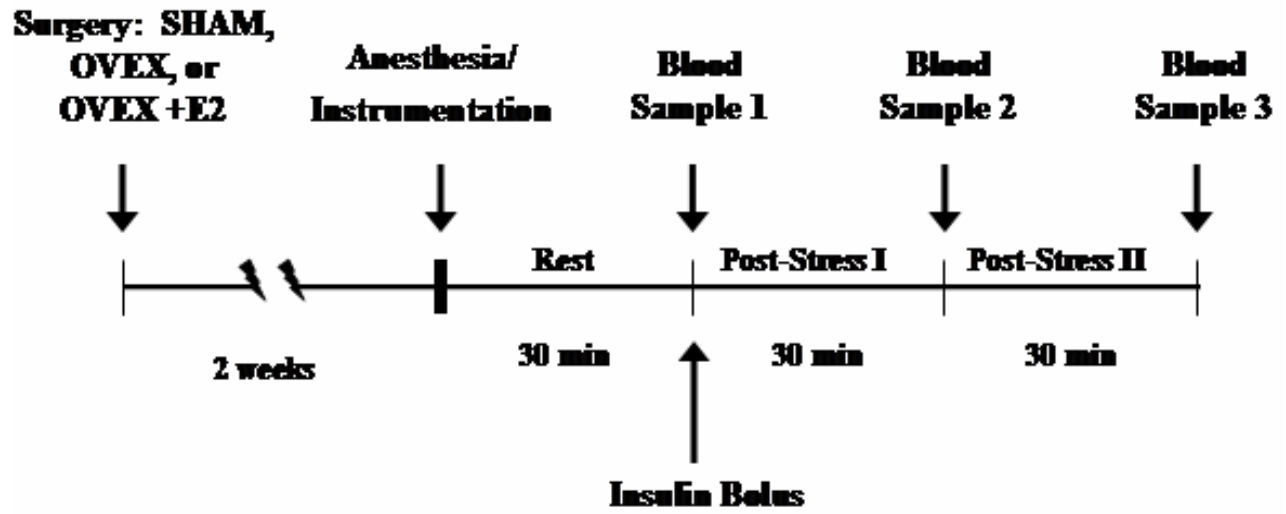 Surgery: SHAM,
OVEX, or
OVEX +E2
Anesthesia/
Instrumentation
Blood
Sample 1
Blood
Sample 2
Blood
Sample 3
Rest
Post-Stress I
Post-Stress II
2 weeks
30 min
30 min
30 min
Insulin Bolus